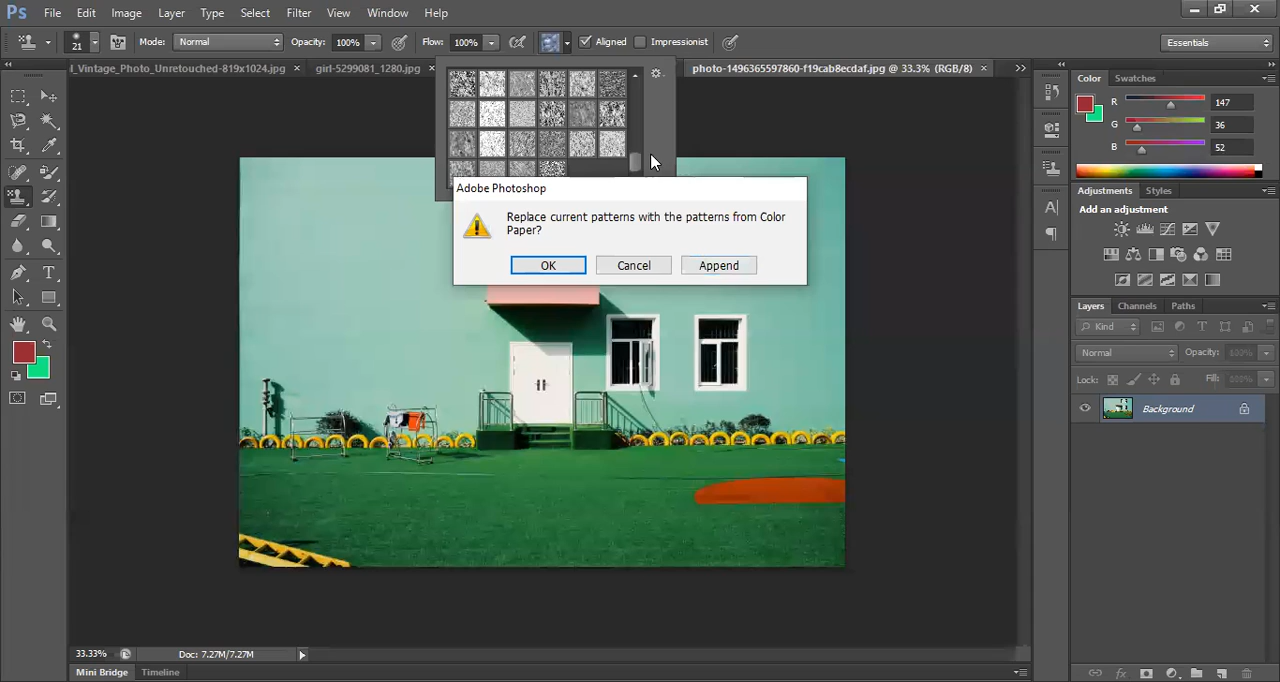 Ps File Edit Image Layer Type Select Filter View Window Help
21 Mode: Normal Opacity: 100% Flow: 100% Aligned Impressionist Essentials
l_Vintage_Photo_Unretouched-819x1024.jpg × girl-5299081_1280.jpg × photo-1496365597860-f19cab8ecdaf.jpg @ 33.3% (RGB/8) ×
Color Swatches
R 147
G 36
B 52
Adobe Photoshop
Replace current patterns with the patterns from Color
Paper?
OK Cancel Append
Adjustments Styles
Add an adjustment
Layers Channels Paths
Kind
Normal Opacity: 100%
Lock: Fill: 100%
Background
33.33% Doc: 7.27M/7.27M
Mini Bridge Timeline